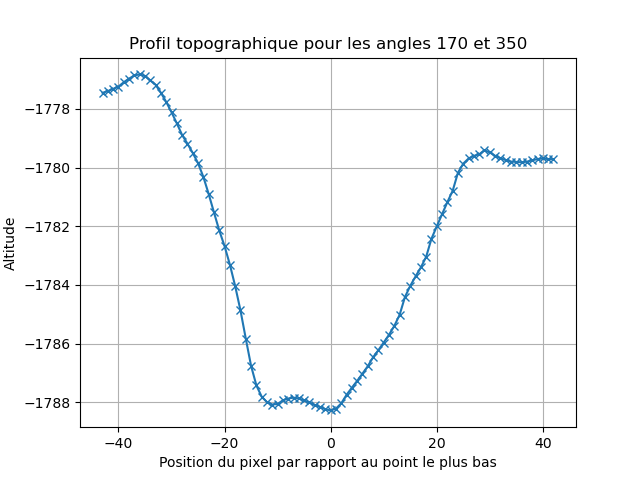 Profil topographique pour les angles 170 et 350
−1778
−1780
−1782
−1784
−1786
−1788
Altitude
−40 −20 0 20 40
Position du pixel par rapport au point le plus bas